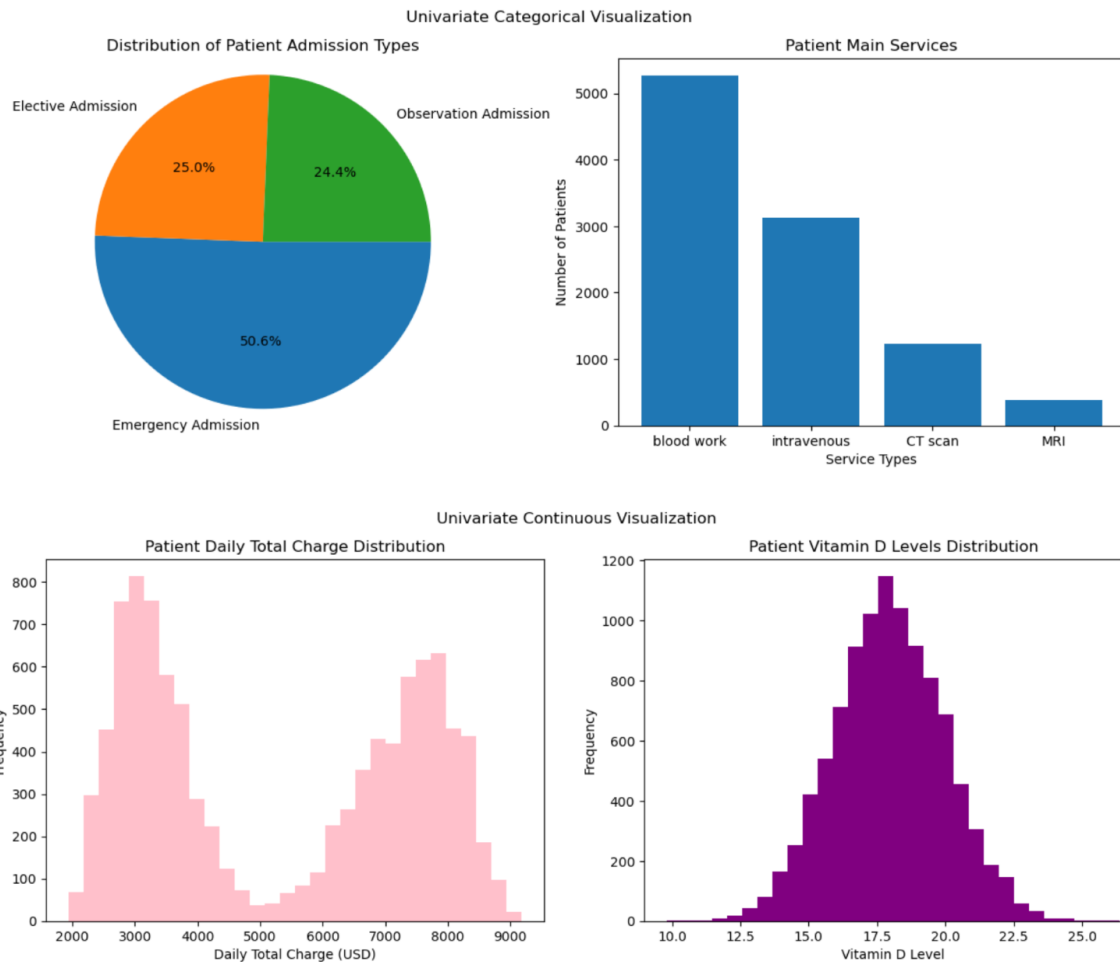 Univariate Categorical Visualization
Distribution of Patient Admission Types
Elective Admission
Observation Admission
25.0%
24.4%
50.6%
Emergency Admission
Patient Main Services
Number of Patients
5000
4000
3000
2000
1000
0
blood work intravenous CT scan MRI
Service Types
Univariate Continuous Visualization
Patient Daily Total Charge Distribution
Frequency
800
700
600
500
400
300
200
100
0
2000 3000 4000 5000 6000 7000 8000 9000
Daily Total Charge (USD)
Patient Vitamin D Levels Distribution
Frequency
1200
1000
800
600
400
200
0
10.0 12.5 15.0 17.5 20.0 22.5 25.0
Vitamin D Level